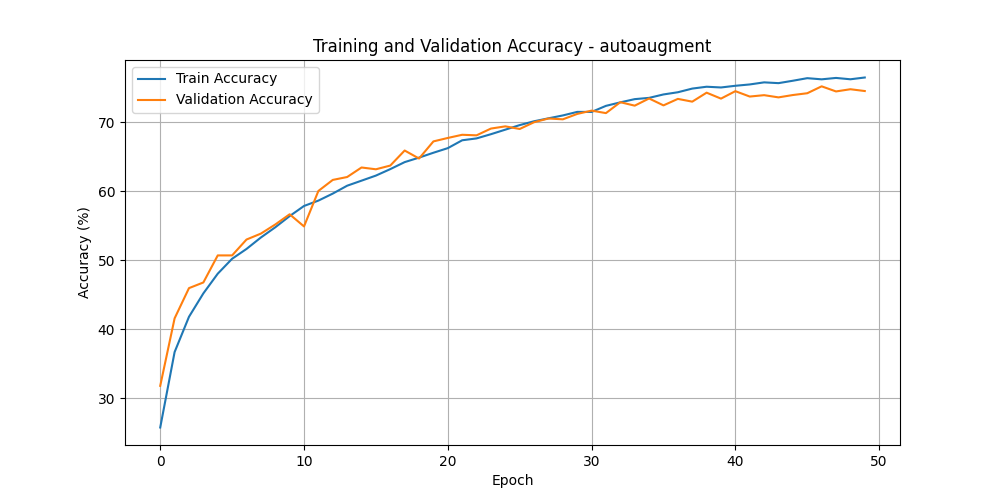 Training and Validation Accuracy - autoaugment
Train Accuracy
Validation Accuracy
Accuracy (%)
70
60
50
40
30
0 10 20 30 40 50
Epoch